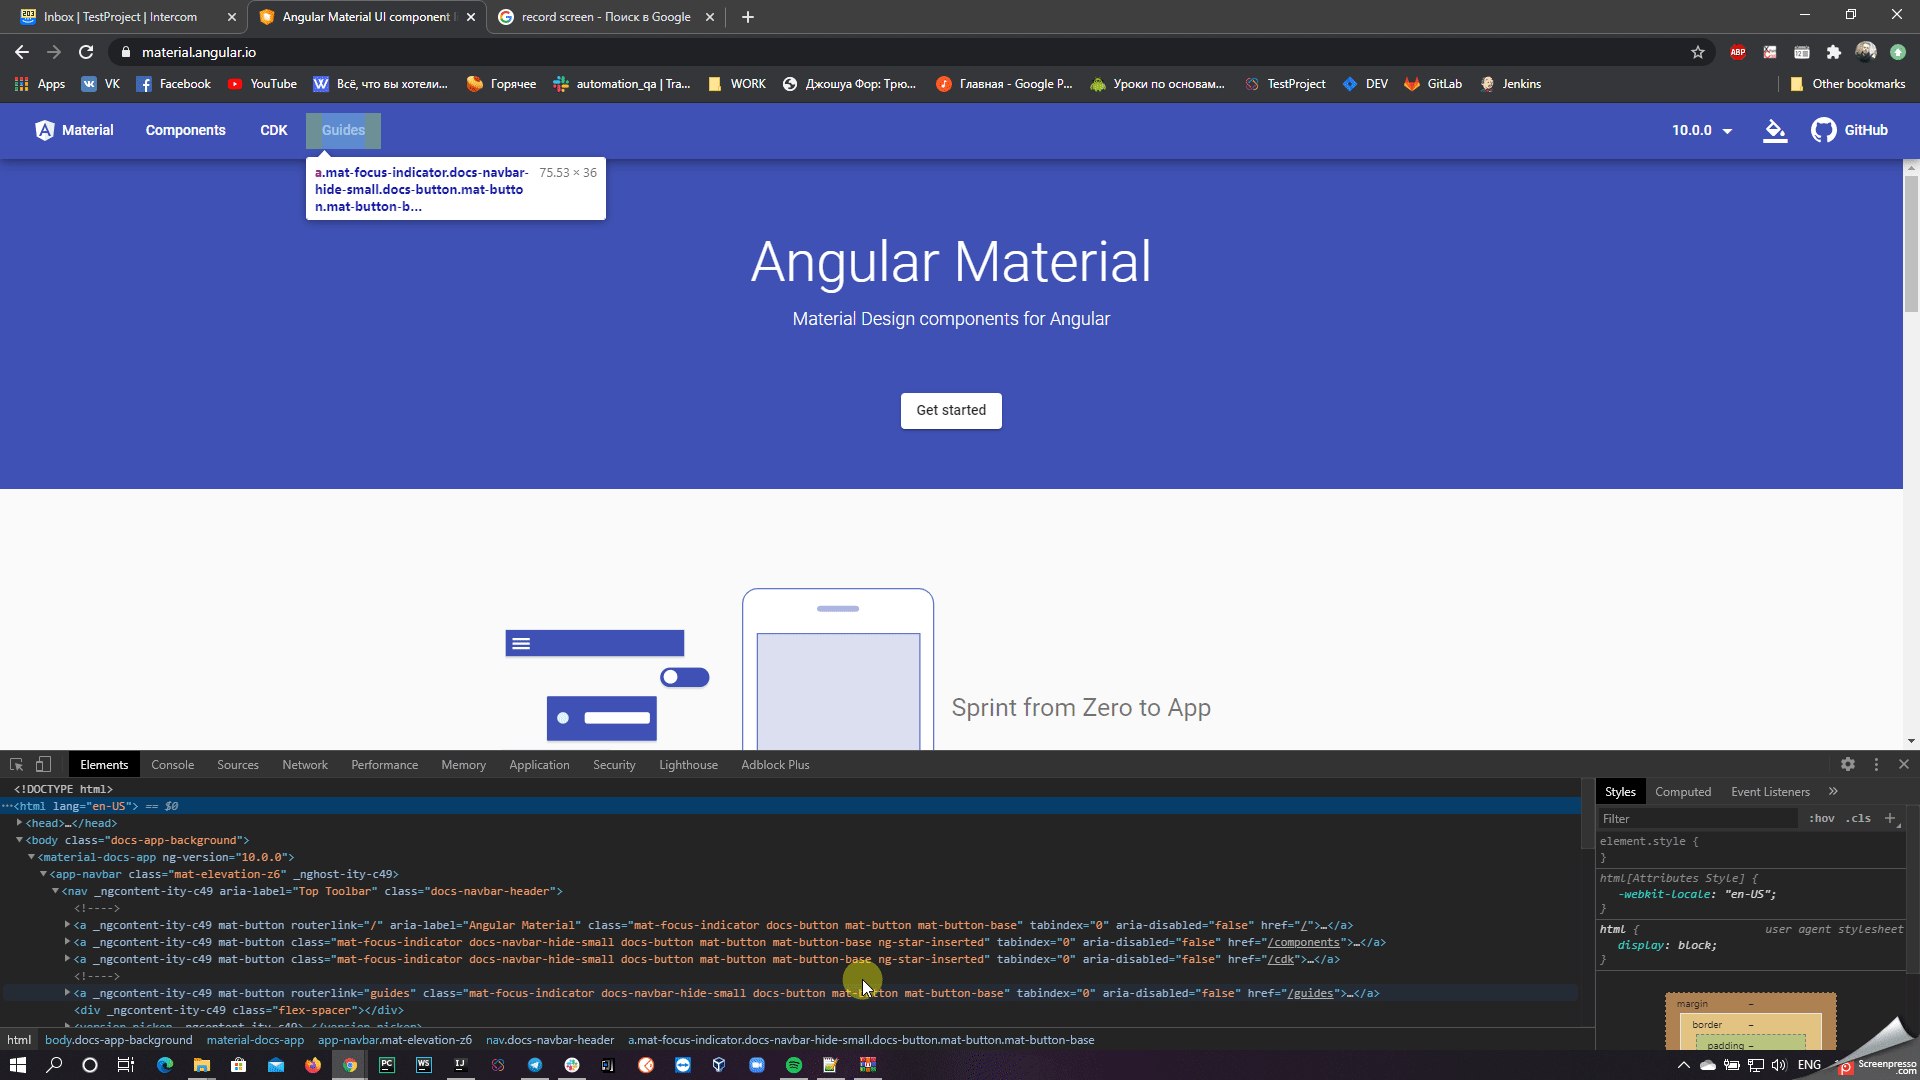 Inbox | TestProject | Intercom
Angular Material UI component
record screen - Поиск в Google
material.angular.io
Apps VK Facebook YouTube Всё, что вы хотели... Горячее automation_qa | Tra... WORK Джошуа Фор: Трю... Главная - Google P... Уроки по основам... TestProject DEV GitLab Jenkins Other bookmarks
Material Components CDK Guides 10.0.0 GitHub
a.mat-focus-indicator.docs-navbar- 75.53 × 36
hide-small.docs-button.mat-butto
n.mat-button-b...
Angular Material
Material Design components for Angular
Get started
Sprint from Zero to App
Elements Console Sources Network Performance Memory Application Security Lighthouse Adblock Plus
<!DOCTYPE html>
···<html lang="en-US"> == $0
<head>…</head>
<body class="docs-app-background">
<material-docs-app ng-version="10.0.0">
<app-navbar class="mat-elevation-z6" _nghost-ity-c49>
<nav _ngcontent-ity-c49 aria-label="Top Toolbar" class="docs-navbar-header">
<!---->
<a _ngcontent-ity-c49 mat-button routerlink="/" aria-label="Angular Material" class="mat-focus-indicator docs-button mat-button mat-button-base" tabindex="0" aria-disabled="false" href="/">…</a>
<a _ngcontent-ity-c49 mat-button class="mat-focus-indicator docs-navbar-hide-small docs-button mat-button mat-button-base ng-star-inserted" tabindex="0" aria-disabled="false" href="/components">…</a>
<a _ngcontent-ity-c49 mat-button class="mat-focus-indicator docs-navbar-hide-small docs-button mat-button mat-button-base ng-star-inserted" tabindex="0" aria-disabled="false" href="/cdk">…</a>
<!---->
<a _ngcontent-ity-c49 mat-button routerlink="guides" class="mat-focus-indicator docs-navbar-hide-small docs-button mat-button mat-button-base" tabindex="0" aria-disabled="false" href="/guides">…</a>
<div _ngcontent-ity-c49 class="flex-spacer"></div>
html body.docs-app-background material-docs-app app-navbar.mat-elevation-z6 nav.docs-navbar-header a.mat-focus-indicator.docs-navbar-hide-small.docs-button.mat-button.mat-button-base
Styles Computed Event Listeners »
Filter :hov .cls +
element.style {
}
html[Attributes Style] {
-webkit-locale: "en-US";
}
html { user agent stylesheet
display: block;
}
margin –
border –
padding –
ENG
Screenpresso
.com